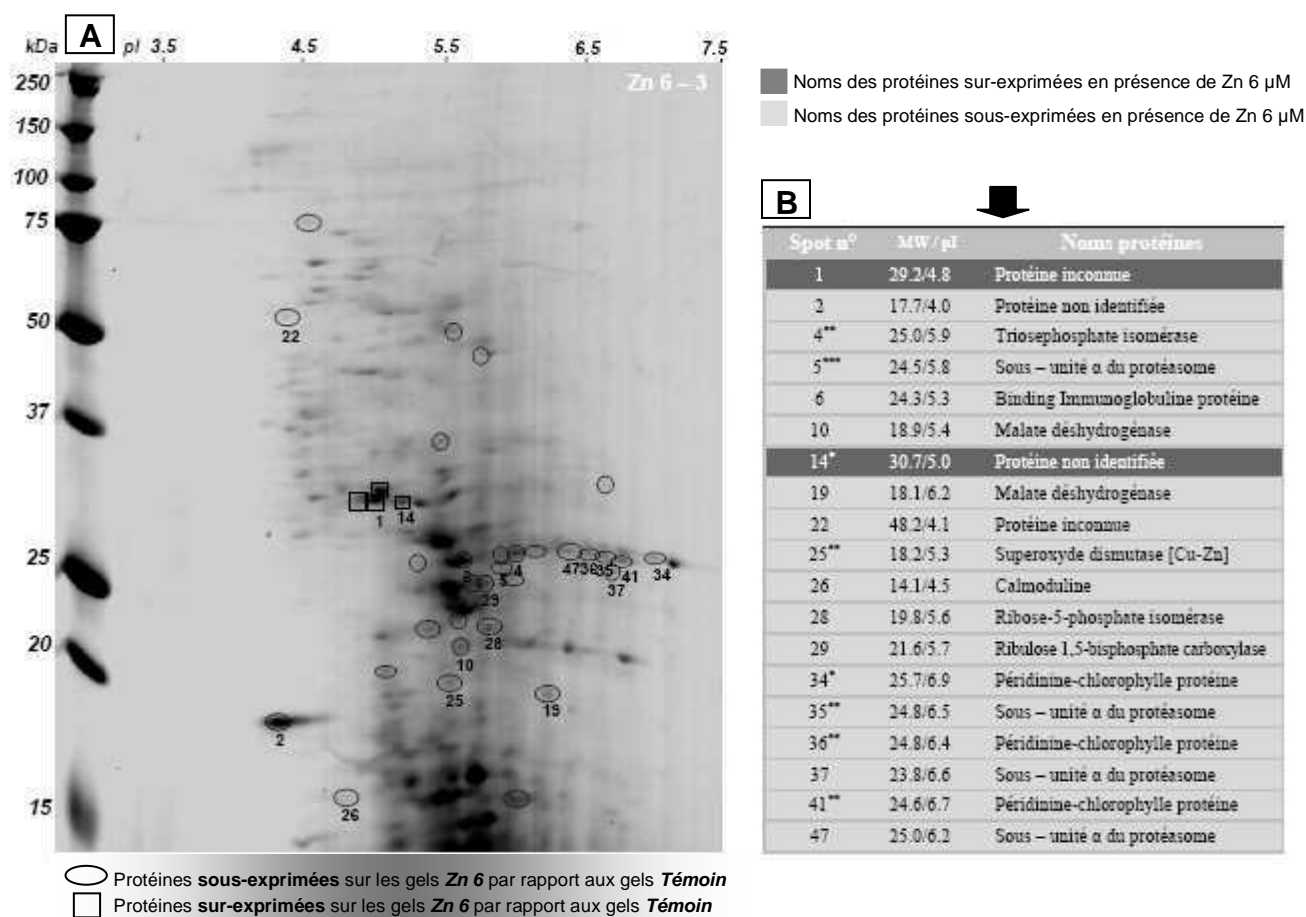 kDa A pI 3.5 4.5 5.5 6.5 7.5
Zn 6 – 3
250
150
100
75
50
37
25
20
15
22
1 14
4 47 36 35 41 34
5 37
29
28
10
25
19
2
26
Protéines sous-exprimées sur les gels Zn 6 par rapport aux gels Témoin
Protéines sur-exprimées sur les gels Zn 6 par rapport aux gels Témoin
Noms des protéines sur-exprimées en présence de Zn 6 µM
Noms des protéines sous-exprimées en présence de Zn 6 µM
B
Spot n° MW / pI Noms protéines
1 29.2/4.8 Protéine inconnue
2 17.7/4.0 Protéine non identifiée
4** 25.0/5.9 Triosephosphate isomérase
5*** 24.5/5.8 Sous – unité α du protéasome
6 24.3/5.3 Binding Immunoglobuline protéine
10 18.9/5.4 Malate déshydrogénase
14* 30.7/5.0 Protéine non identifiée
19 18.1/6.2 Malate déshydrogénase
22 48.2/4.1 Protéine inconnue
25** 18.2/5.3 Superoxyde dismutase [Cu-Zn]
26 14.1/4.5 Calmoduline
28 19.8/5.6 Ribose-5-phosphate isomérase
29 21.6/5.7 Ribulose 1,5-bisphosphate carboxylase
34* 25.7/6.9 Péridinine-chlorophylle protéine
35** 24.8/6.5 Sous – unité α du protéasome
36** 24.8/6.4 Péridinine-chlorophylle protéine
37 23.8/6.6 Sous – unité α du protéasome
41** 24.6/6.7 Péridinine-chlorophylle protéine
47 25.0/6.2 Sous – unité α du protéasome